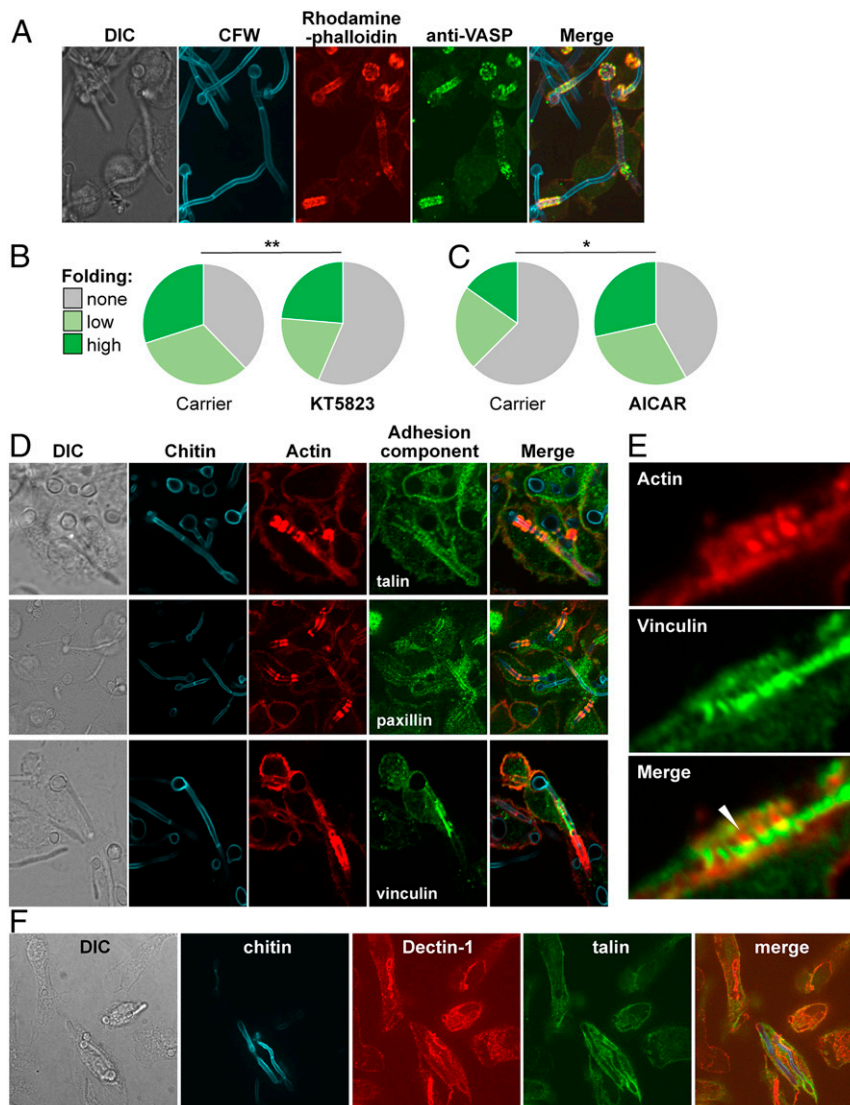 A
DIC
CFW
Rhodamine
-phalloidin
anti-VASP
Merge
B
**
C
*
Folding:
none
low
high
Carrier
KT5823
Carrier
AICAR
D
DIC
Chitin
Actin
Adhesion
component
Merge
talin
paxillin
vinculin
E
Actin
Vinculin
Merge
F
DIC
chitin
Dectin-1
talin
merge